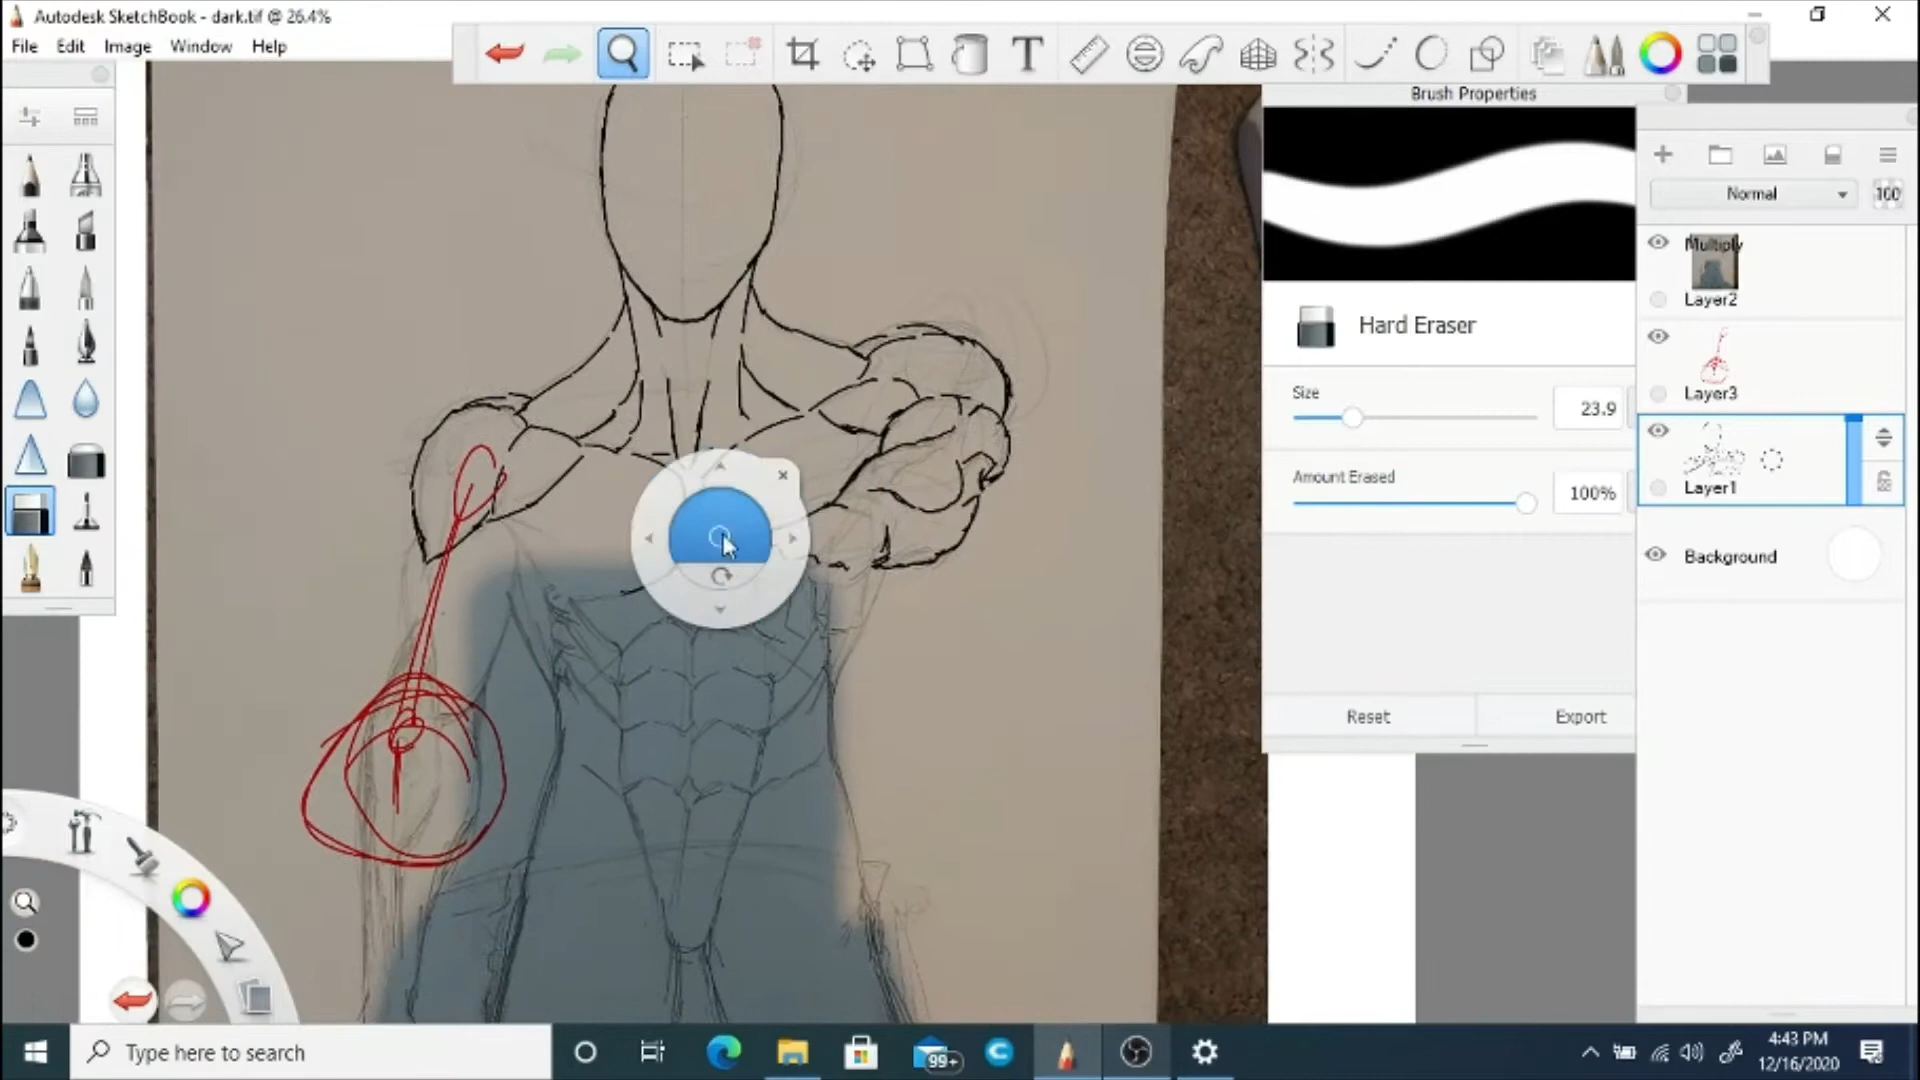 Autodesk SketchBook - dark.tif @ 26.4%
File Edit Image Window Help
T
Brush Properties
Normal
100
Multiply
Layer2
Hard Eraser
Layer3
Size
23.9
Amount Erased
100%
Layer1
Background
Reset Export
Type here to search
99+
4:43 PM
12/16/2020